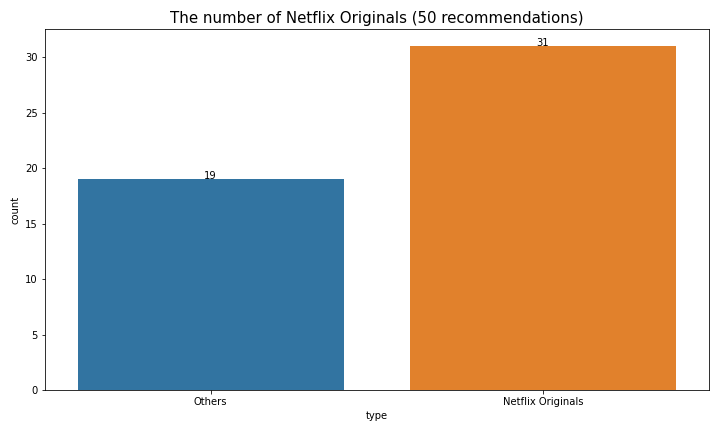 The number of Netflix Originals (50 recommendations)
31
30
25
20
19
15
10
5
0
count
Others
Netflix Originals
type